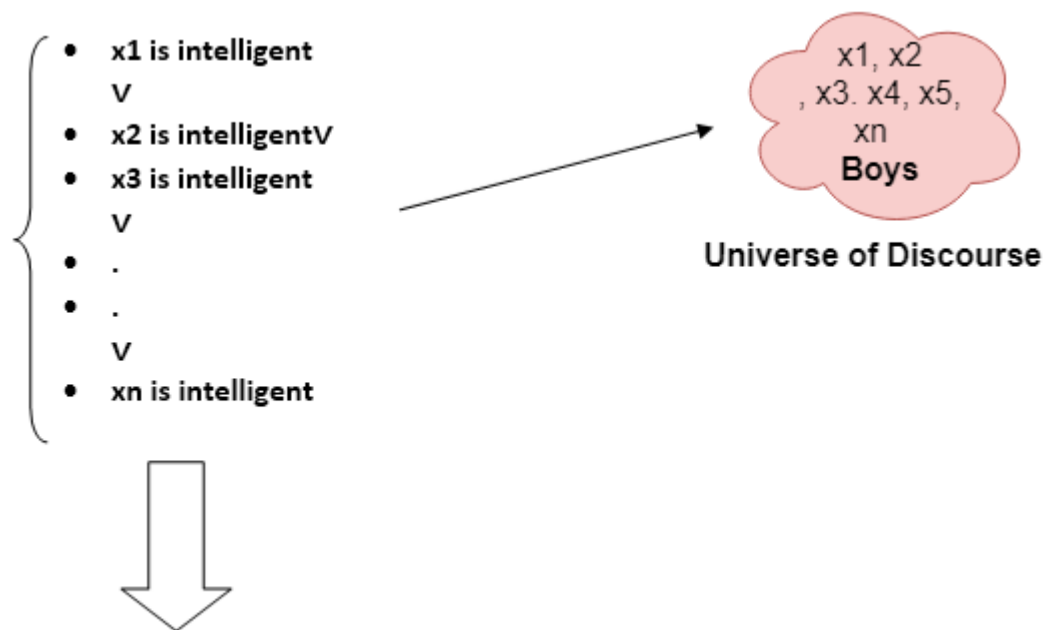 • x1 is intelligent
V
• x2 is intelligentV
• x3 is intelligent
V
• .
• .
V
• xn is intelligent
x1, x2
, x3. x4, x5,
xn
Boys
Universe of Discourse